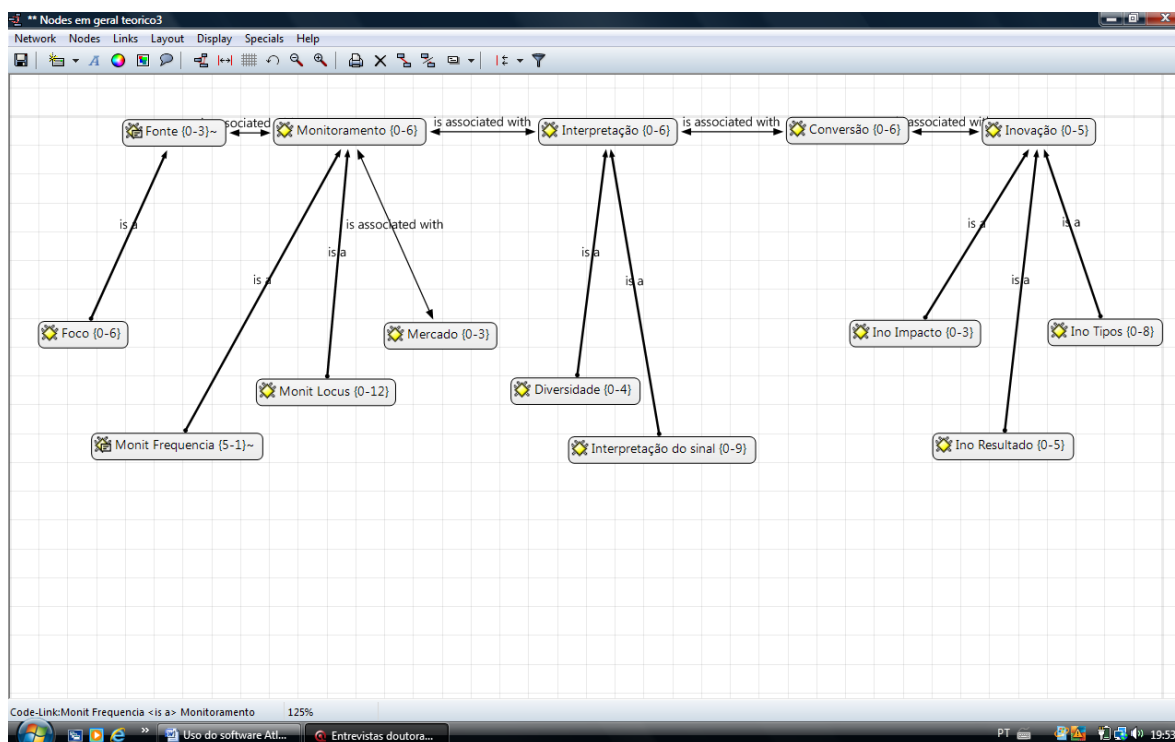 ** Nodes em geral teorico3
Network Nodes Links Layout Display Specials Help
Fonte {0-3}~
sociated
Monitoramento {0-6}
is associated with
Interpretação {0-6}
is associated with
Conversão {0-6}
associated wit
Inovação {0-5}
is a
is associated with
is a
is a
is a
is a
is a
is a
is a
Foco {0-6}
Mercado {0-3}
Ino Impacto {0-3}
Ino Tipos {0-8}
Monit Locus {0-12}
Diversidade {0-4}
Monit Frequencia {5-1}~
Interpretação do sinal {0-9}
Ino Resultado {0-5}
Code-Link:Monit Frequencia <is a> Monitoramento 125%
Uso do software Atl... Entrevistas doutora... PT 19:5